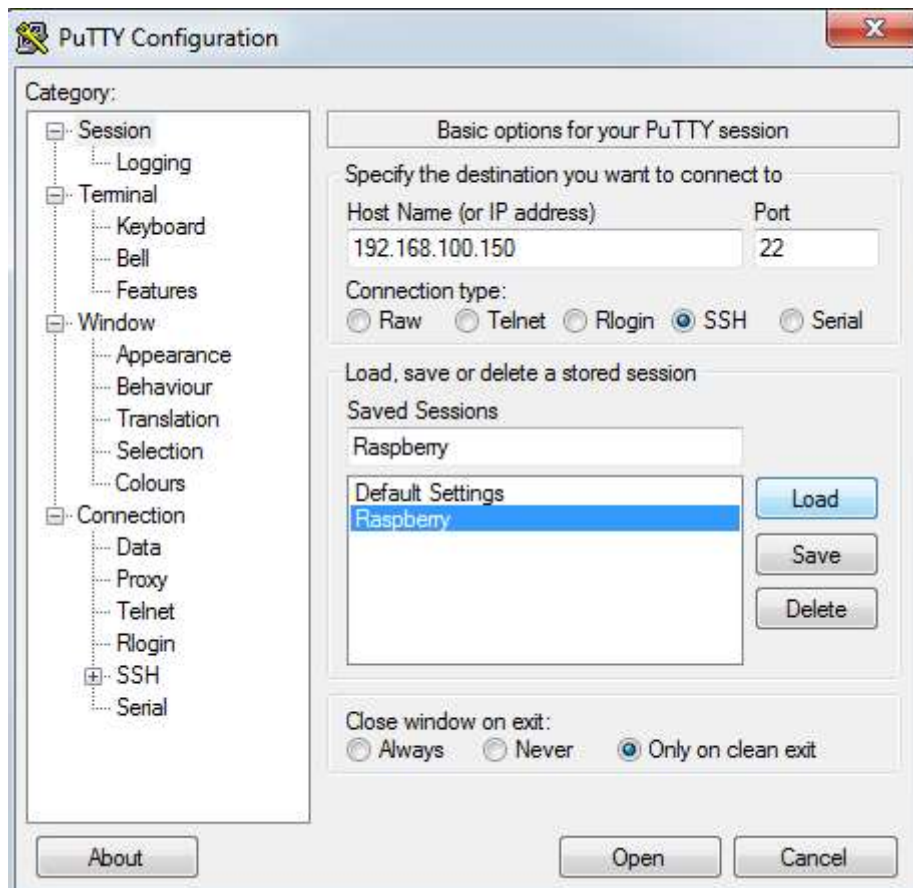 PuTTY Configuration
Category:
Session
Logging
Terminal
Keyboard
Bell
Features
Window
Appearance
Behaviour
Translation
Selection
Colours
Connection
Data
Proxy
Telnet
Rlogin
SSH
Serial
Basic options for your PuTTY session
Specify the destination you want to connect to
Host Name (or IP address) Port
192.168.100.150 22
Connection type:
Raw Telnet Rlogin SSH Serial
Load, save or delete a stored session
Saved Sessions
Raspberry
Default Settings
Raspberry
Load
Save
Delete
Close window on exit:
Always Never Only on clean exit
About Open Cancel